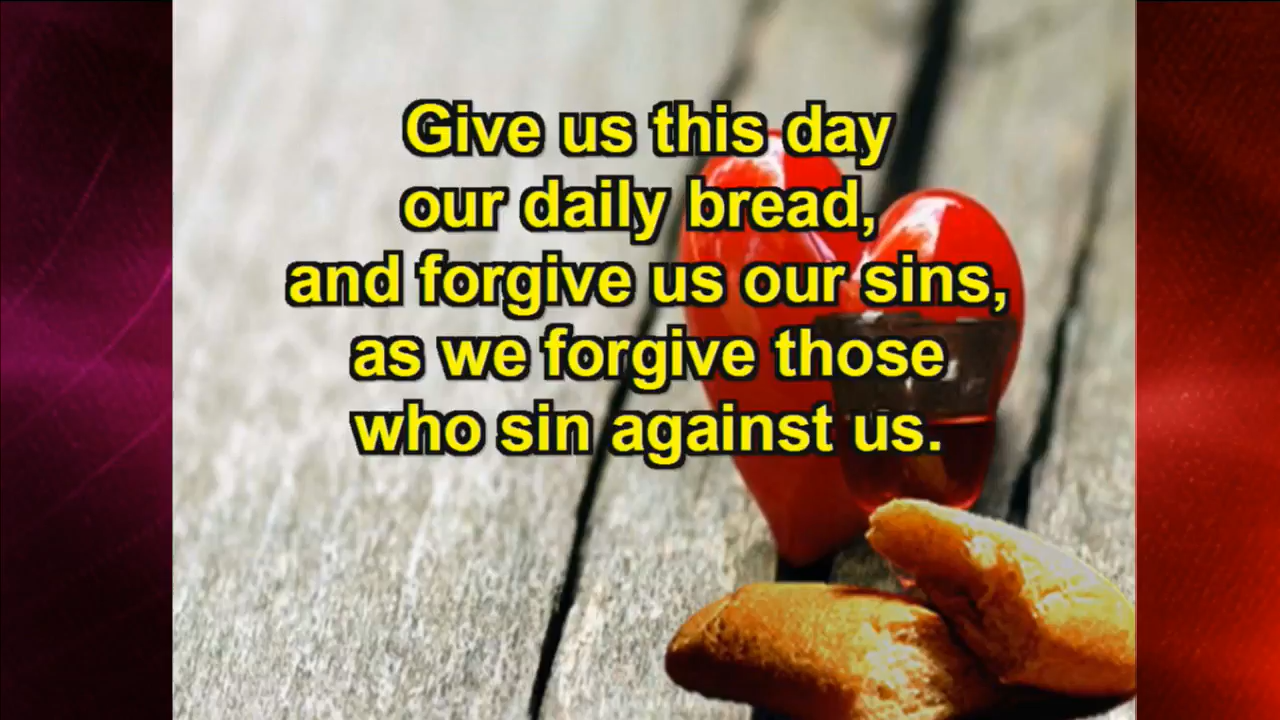 Give us this day
our daily bread,
and forgive us our sins,
as we forgive those
who sin against us.